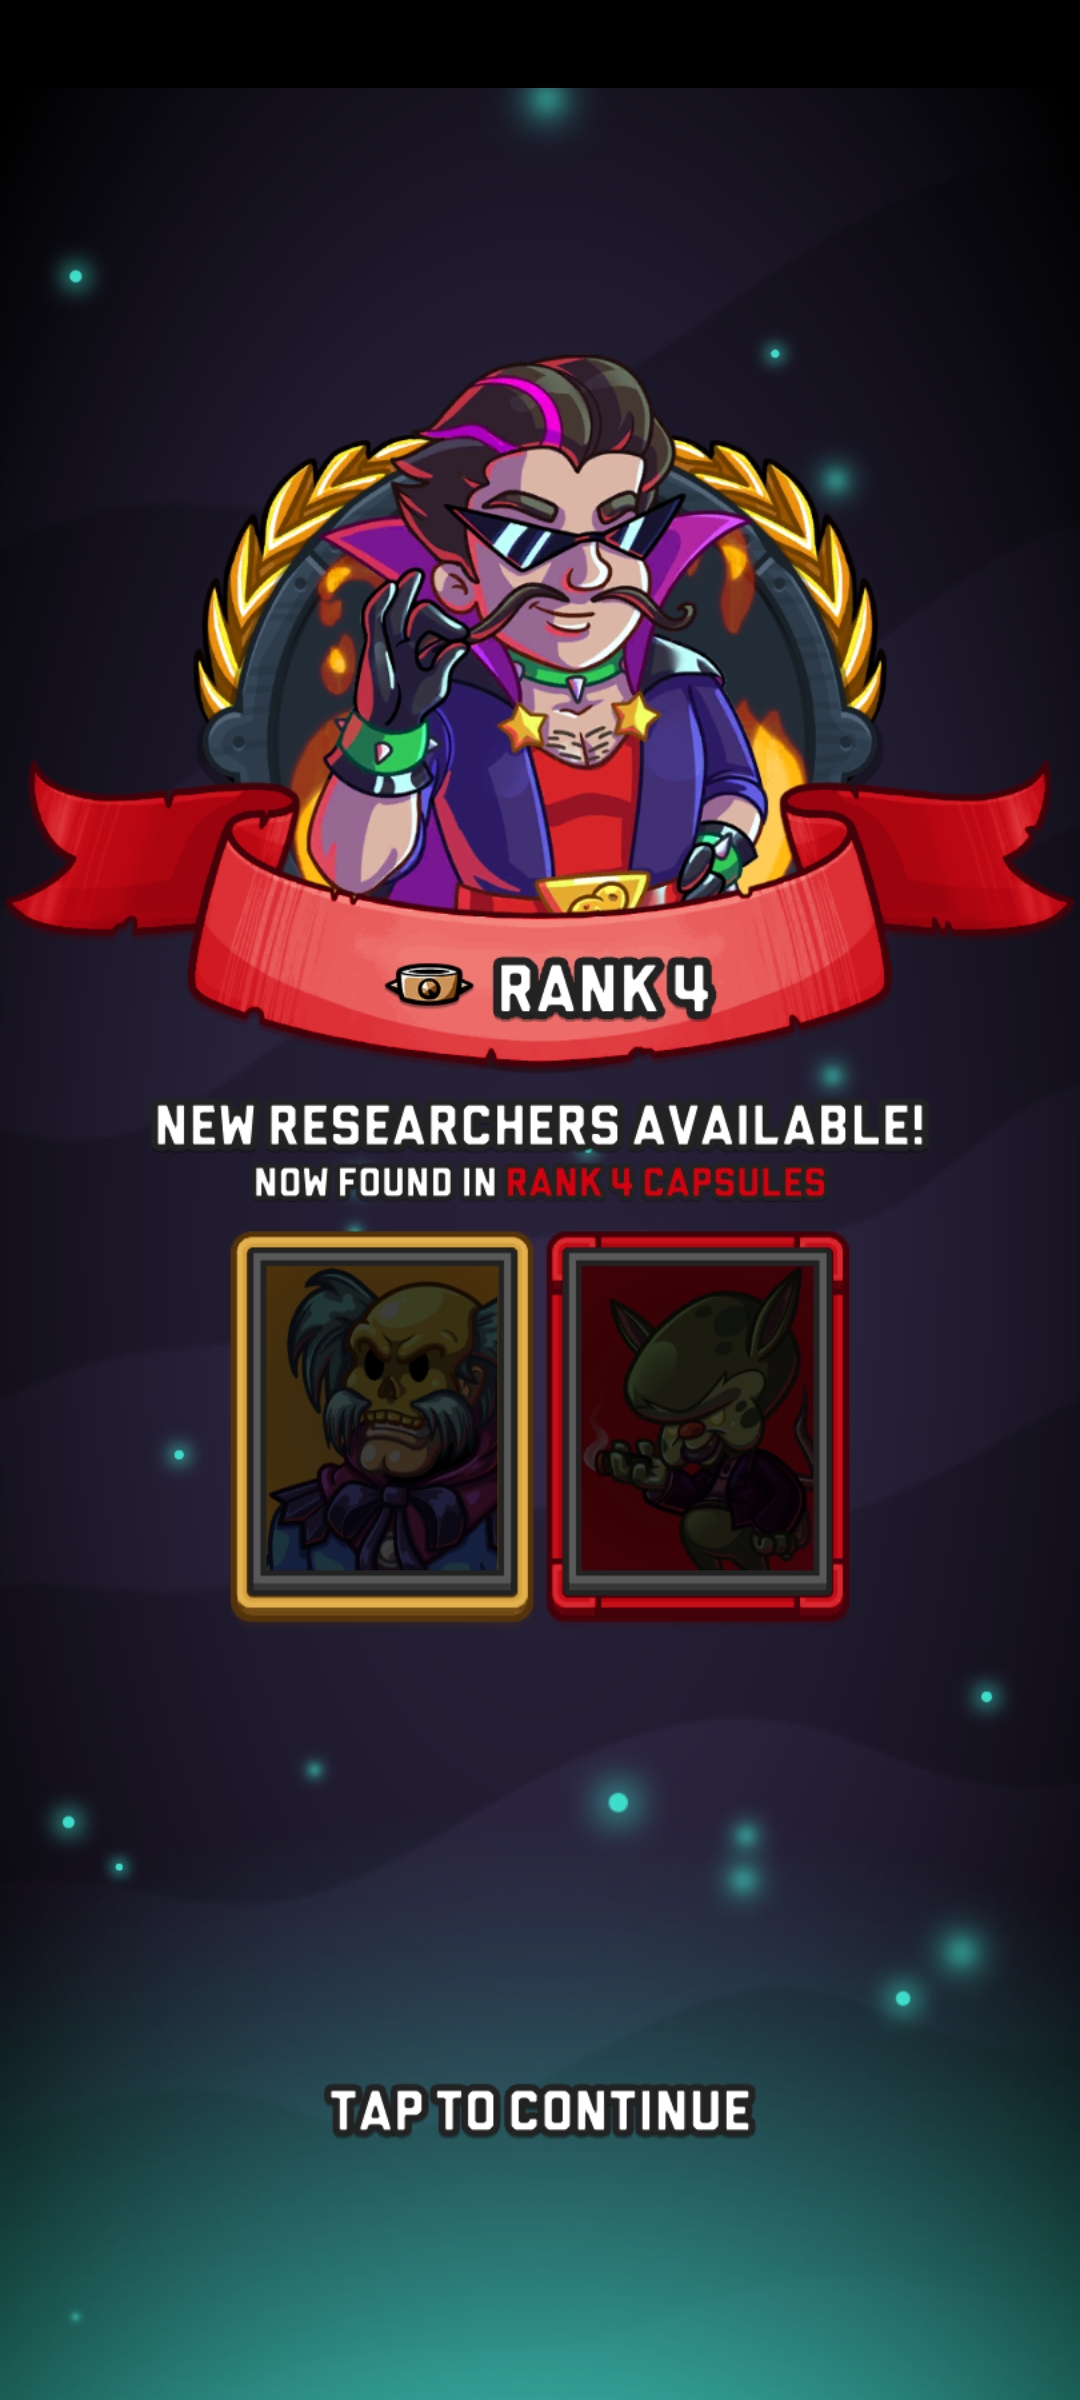 RANK 4
NEW RESEARCHERS AVAILABLE!
NOW FOUND IN RANK 4 CAPSULES
TAP TO CONTINUE